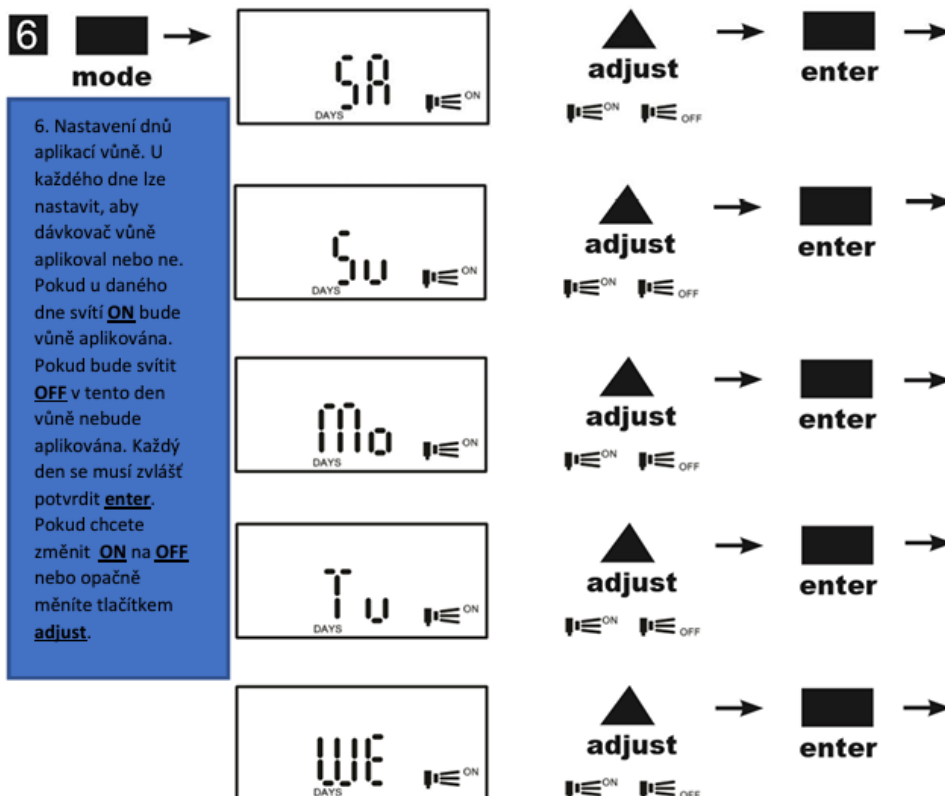 6
mode
6. Nastavení dnů
aplikací vůně. U
každého dne lze
nastavit, aby
dávkovač vůně
aplikoval nebo ne.
Pokud u daného
dne svítí ON bude
vůně aplikována.
Pokud bude svítit
OFF v tento den
vůně nebude
aplikována. Každý
den se musí zvlášť
potvrdit enter.
Pokud chcete
změnit ON na OFF
nebo opačně
měníte tlačítkem
adjust.
SA
DAYS ON
adjust
ON OFF
enter
Su
DAYS ON
adjust
ON OFF
enter
Mo
DAYS ON
adjust
ON OFF
enter
Tu
DAYS ON
adjust
ON OFF
enter
WE
DAYS ON
adjust
ON OFF
enter